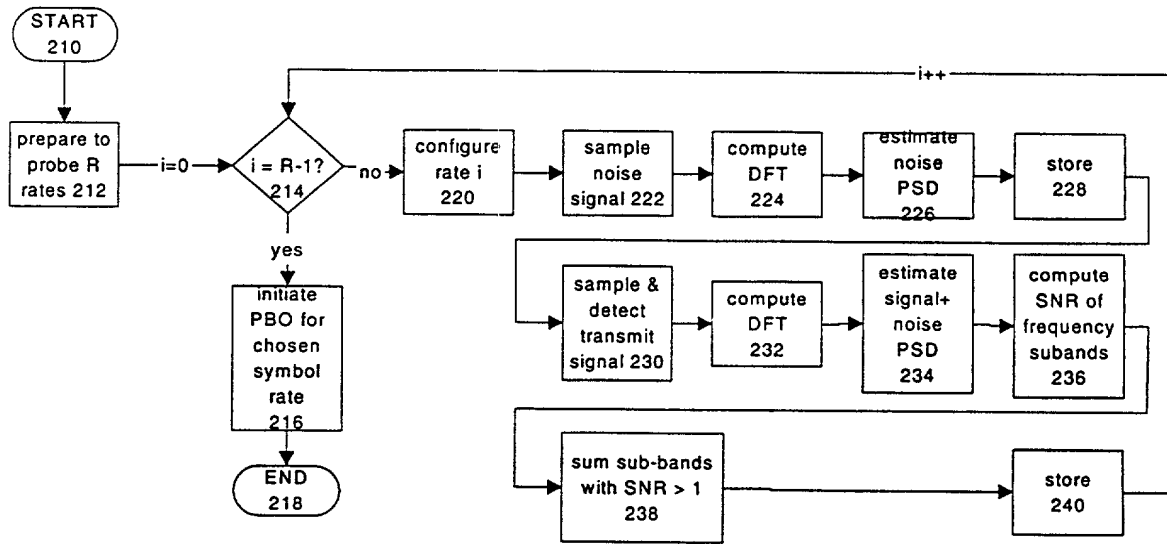 START
210
i++
prepare to
probe R
rates 212
i=0
i = R-1?
214
no
configure
rate i
220
sample
noise
signal 222
compute
DFT
224
estimate
noise
PSD
226
store
228
yes
initiate
PBO for
chosen
symbol
rate
216
sample &
detect
transmit
signal 230
compute
DFT
232
estimate
signal+
noise
PSD
234
compute
SNR of
frequency
subands
236
END
218
sum sub-bands
with SNR > 1
238
store
240